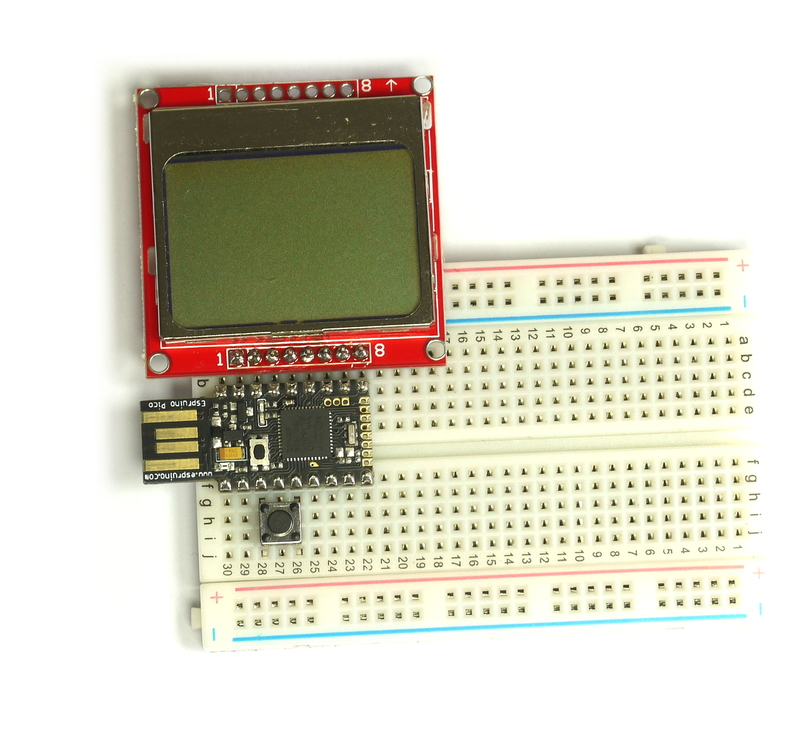 1 8 ↑
1 8
+
−
17 16 15 14 13 12 11 10 9 8 7 6 5 4 3 2 1
a
b
c
d
e
b
Espruino Pico
www.espruino.com
f
g
h
i
j
f
g
h
i
j
30 29 28 27 26 25 24 23 22 21 20 19 18 17 16 15 14 13 12 11 10 9 8 7 6 5 4 3 2 1
+ +
− −